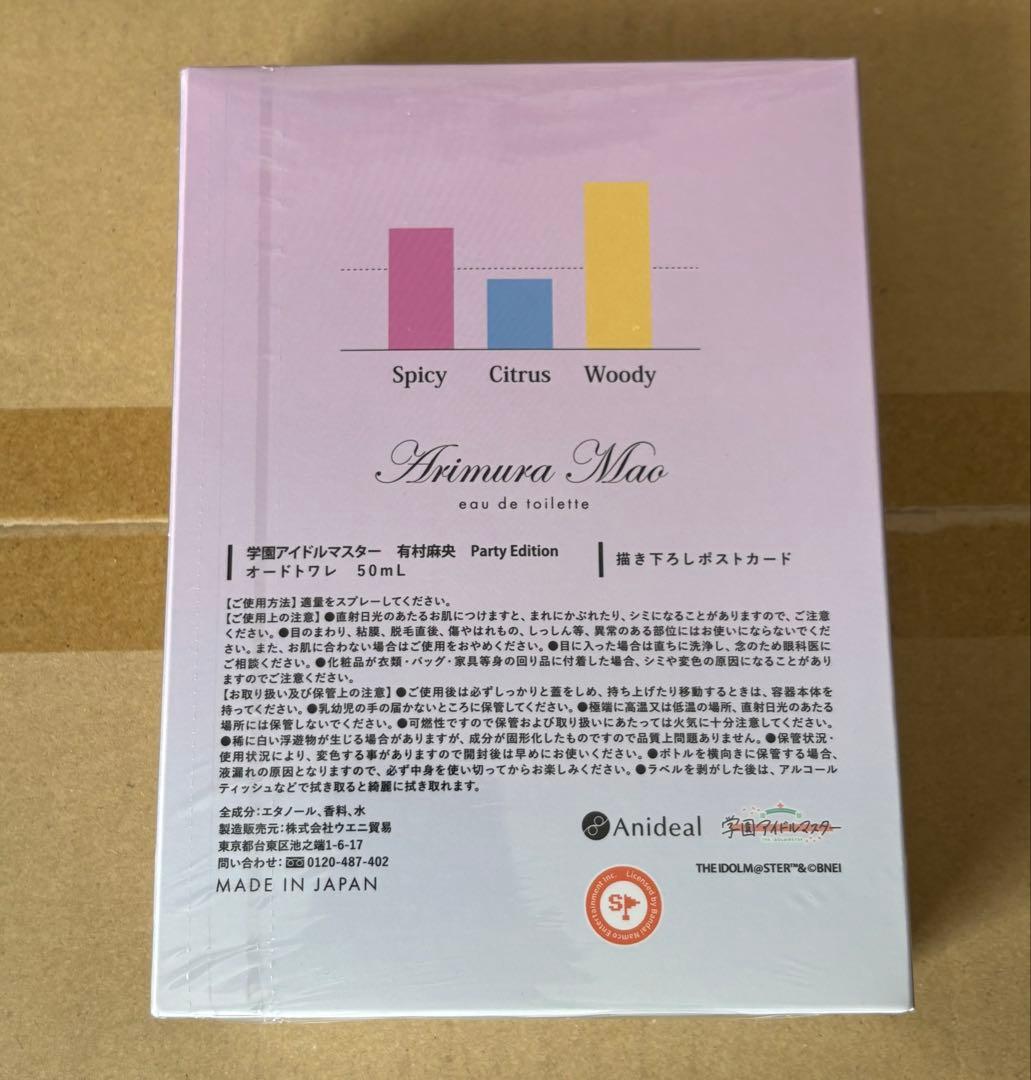 Spicy Citrus Woody
Arimura Mao
eau de toilette
学園アイドルマスター 有村麻央 Party Edition
オードトワレ 50mL
描き下ろしポストカード
【ご使用方法】適量をスプレーしてください。
【ご使用上の注意】●直射日光のあたるお肌につけますと、まれにかぶれたり、シミになることがありますので、ご注意
ください。●目のまわり、粘膜、脱毛直後、傷やはれもの、しっしん等、異常のある部位にはお使いにならないでくだ
さい。また、お肌に合わない場合はご使用をおやめください。●目に入った場合は直ちに洗浄し、念のため眼科医に
ご相談ください。●化粧品が衣類・バッグ・家具等身の回り品に付着した場合、シミや変色の原因になることがあり
ますのでご注意ください。
【お取り扱い及び保管上の注意】●ご使用後は必ずしっかりと蓋をしめ、持ち上げたり移動するときは、容器本体を
持ってください。●乳幼児の手の届かないところに保管してください。●極端に高温又は低温の場所、直射日光のあたる
場所には保管しないでください。●可燃性ですので保管および取り扱いにあたっては火気に十分注意してください。
●稀に白い浮遊物が生じる場合がありますが、成分が固形化したものですので品質上問題ありません。●保管状況・
使用状況により、変色する事がありますので開封後は早めにお使いください。●ボトルを横向きに保管する場合、
液漏れの原因となりますので、必ず中身を使い切ってからお楽しみください。●ラベルを剥がした後は、アルコール
ティッシュなどで拭き取ると綺麗に拭き取れます。
全成分:エタノール、香料、水
製造販売元:株式会社ウエニ貿易
東京都台東区池之端1-6-17
問い合わせ:0120-487-402
MADE IN JAPAN
Anideal
学園アイドルマスター
THE IDOLM@STER
THE IDOLM@STER™&©BNEI
Licensed by Bandai Namco Entertainment Inc.
SP